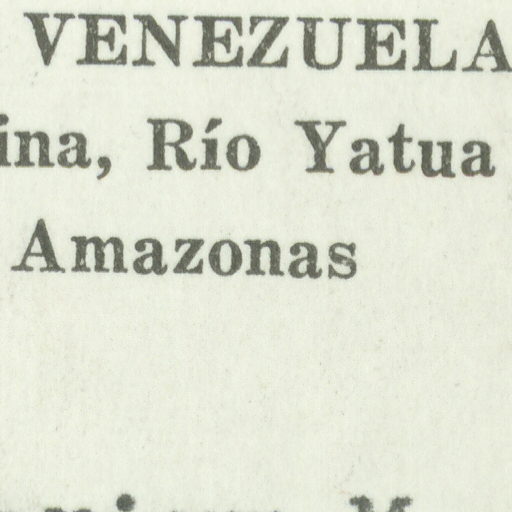 VENEZUELA
ina, Río Yatua
Amazonas